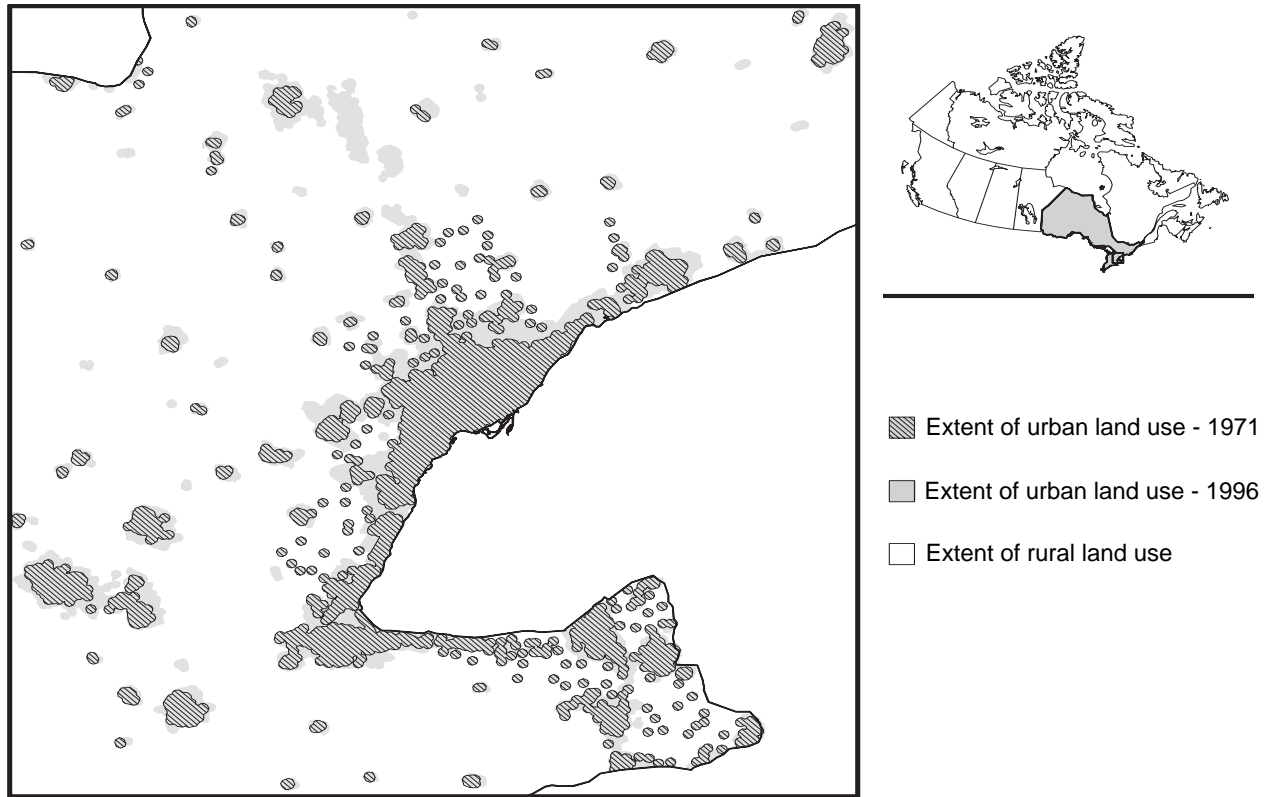 Extent of urban land use - 1971
Extent of urban land use - 1996
Extent of rural land use